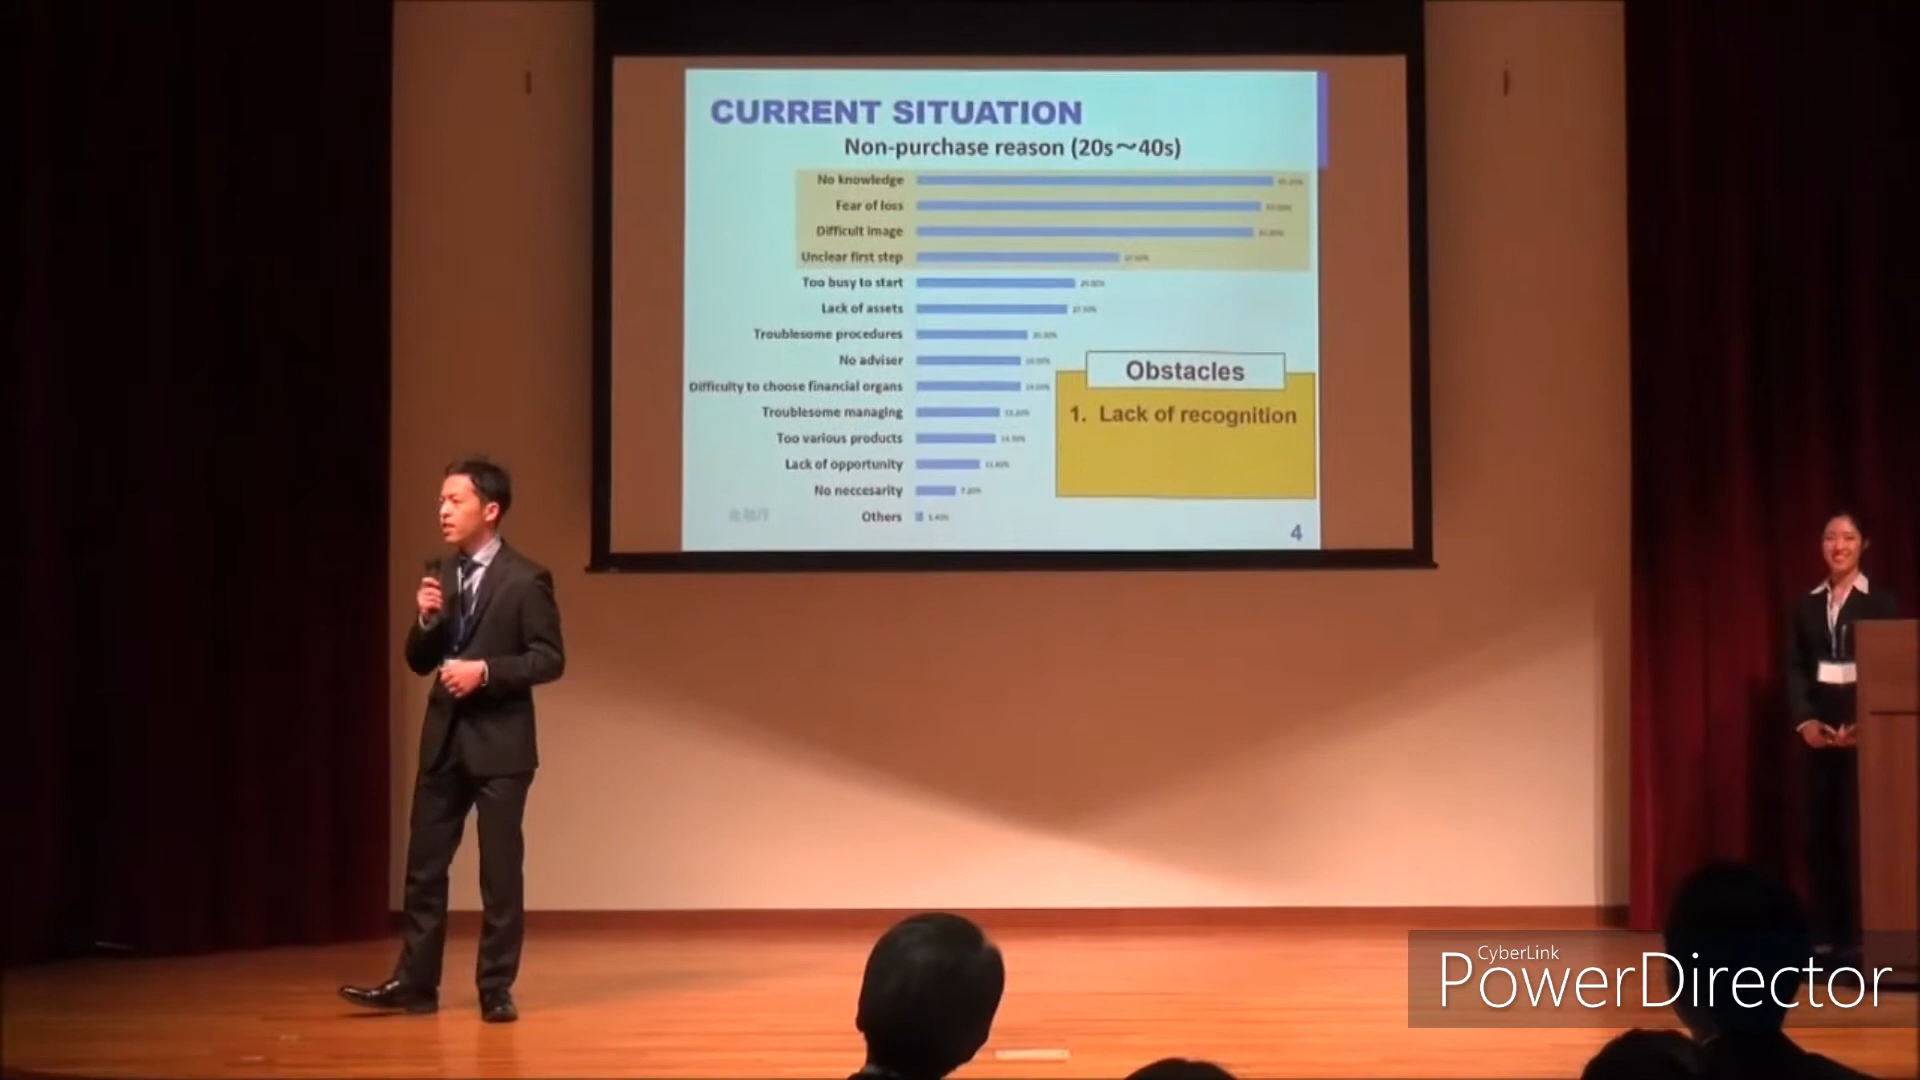 CURRENT SITUATION
Non-purchase reason (20s～40s)
No knowledge
Fear of loss
Difficult image
Unclear first step
Too busy to start
Lack of assets
Troublesome procedures
No adviser
Difficulty to choose financial organs
Troublesome managing
Too various products
Lack of opportunity
No neccesarity
Others
Obstacles
1. Lack of recognition
4
CyberLink
PowerDirector